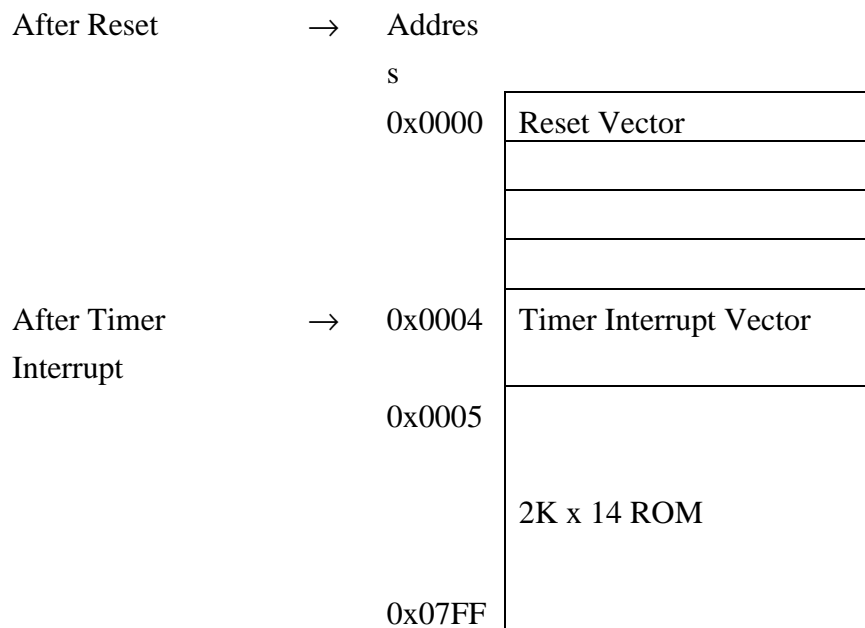 After Reset → Addres
s
0x0000 Reset Vector
After Timer → 0x0004 Timer Interrupt Vector
Interrupt
0x0005
2K x 14 ROM
0x07FF